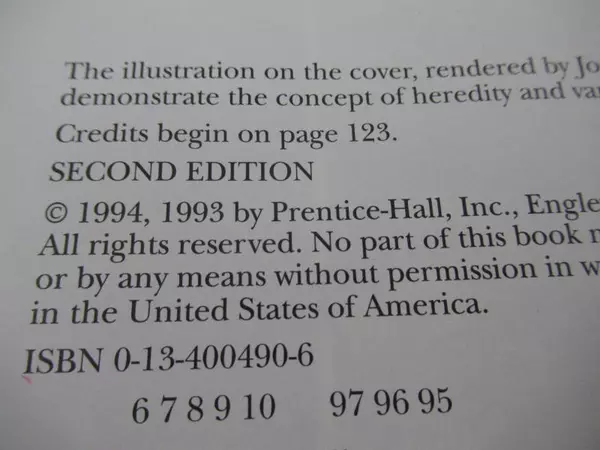 The illustration on the cover, rendered by Jo
demonstrate the concept of heredity and va
Credits begin on page 123.
SECOND EDITION
© 1994, 1993 by Prentice-Hall, Inc., Engle
All rights reserved. No part of this book
or by any means without permission in w
in the United States of America.
ISBN 0-13-400490-6
6 7 8 9 10 97 96 95